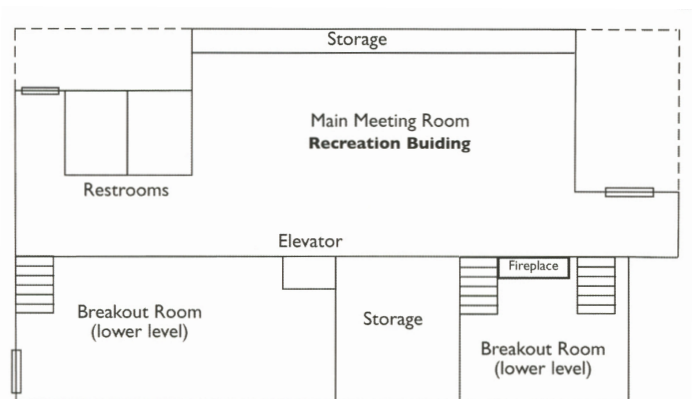 Storage
Main Meeting Room
Recreation Buiding
Restrooms
Elevator
Fireplace
Breakout Room
(lower level)
Storage
Breakout Room
(lower level)